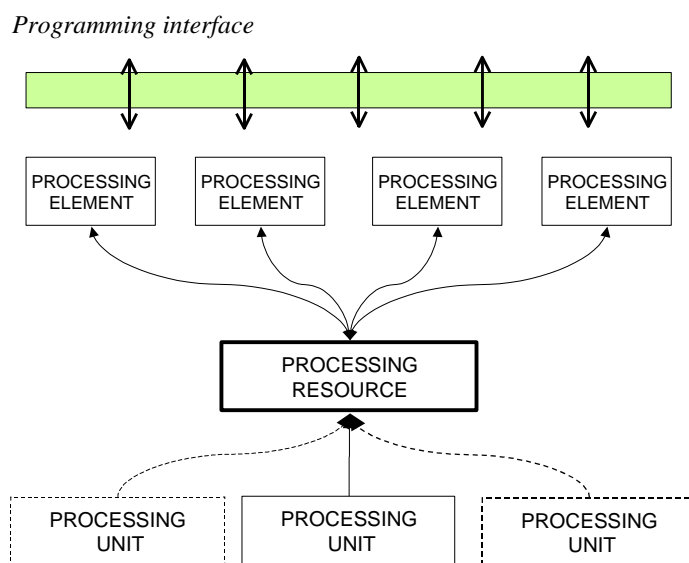 Programming interface
PROCESSING
ELEMENT
PROCESSING
ELEMENT
PROCESSING
ELEMENT
PROCESSING
ELEMENT
PROCESSING
RESOURCE
PROCESSING
UNIT
PROCESSING
UNIT
PROCESSING
UNIT